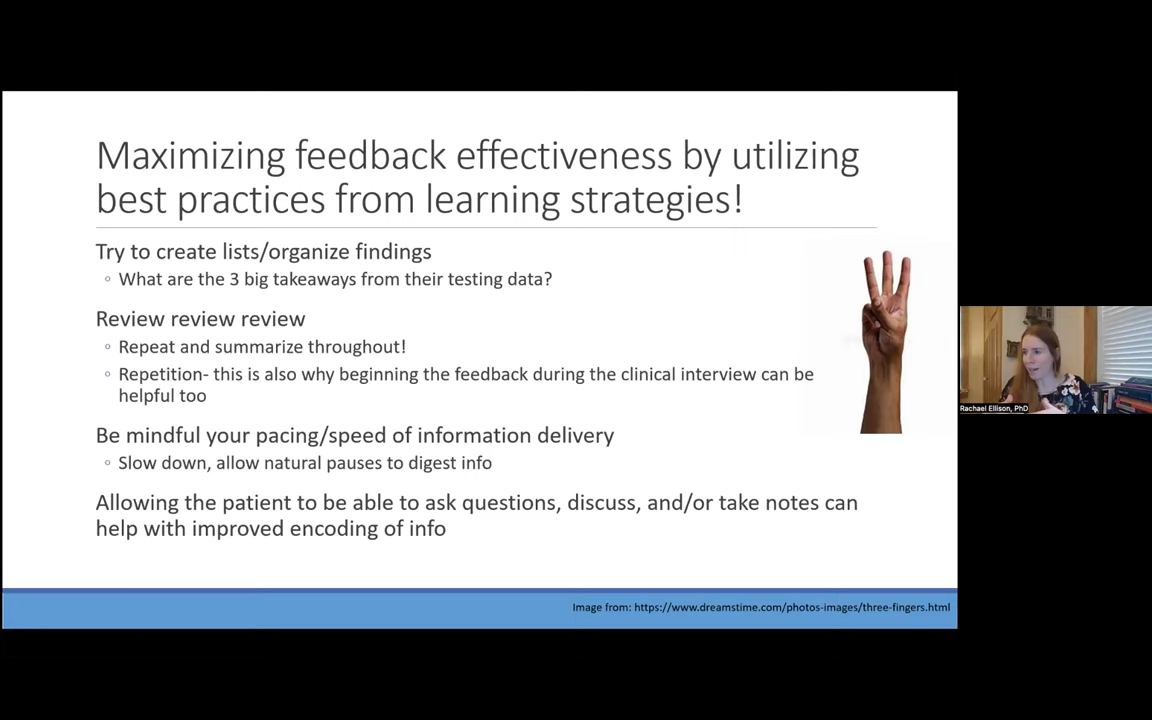 Maximizing feedback effectiveness by utilizing
best practices from learning strategies!
Try to create lists/organize findings
◦ What are the 3 big takeaways from their testing data?
Review review review
◦ Repeat and summarize throughout!
◦ Repetition- this is also why beginning the feedback during the clinical interview can be
helpful too
Be mindful your pacing/speed of information delivery
◦ Slow down, allow natural pauses to digest info
Allowing the patient to be able to ask questions, discuss, and/or take notes can
help with improved encoding of info
Image from: https://www.dreamstime.com/photos-images/three-fingers.html
Rachael Ellison, PhD